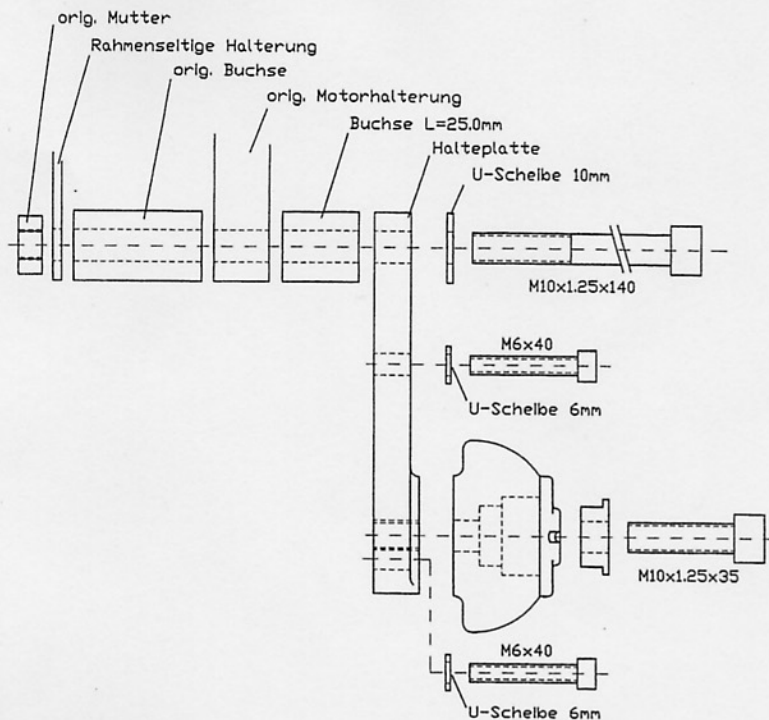 orig. Mutter
Rahmenseitige Halterung
orig. Buchse
orig. Motorhalterung
Buchse L=25.0mm
Halteplatte
U-Scheibe 10mm
M10x1.25x140
M6x40
U-Scheibe 6mm
M10x1.25x35
M6x40
U-Scheibe 6mm